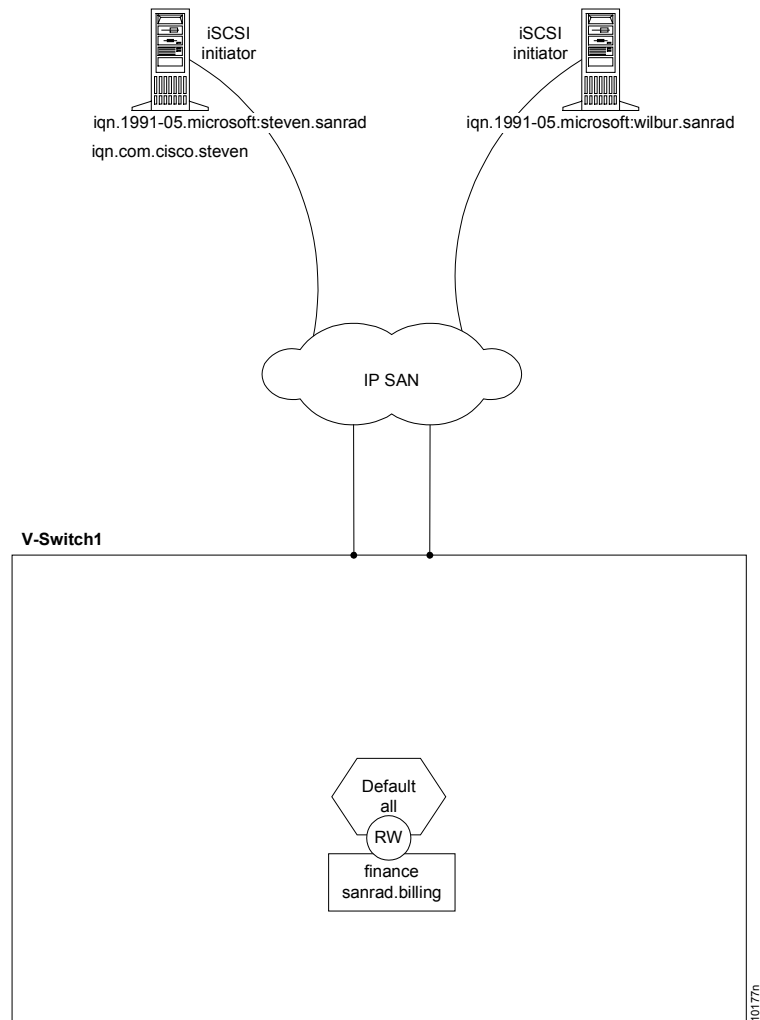 iSCSI
initiator
iSCSI
initiator
iqn.1991-05.microsoft:steven.sanrad
iqn.1991-05.microsoft:wilbur.sanrad
iqn.com.cisco.steven
IP SAN
V-Switch1
Default
all
RW
finance
sanrad.billing
10177n